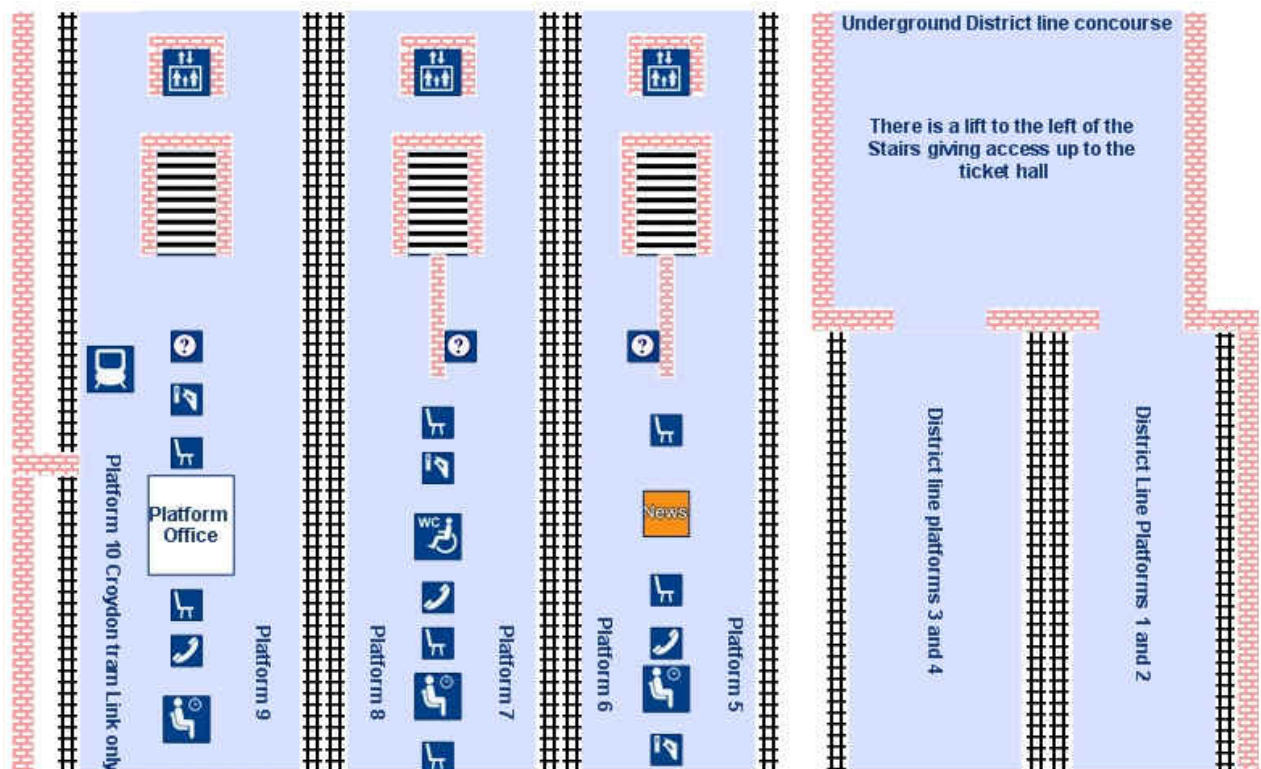 Underground District line concourse
There is a lift to the left of the
Stairs giving access up to the
ticket hall
?
?
?
Platform
Office
News
WC
Platform 10 Croydon tram Link only
Platform 9
Platform 8
Platform 7
Platform 6
Platform 5
District line platforms 3 and 4
District Line Platforms 1 and 2